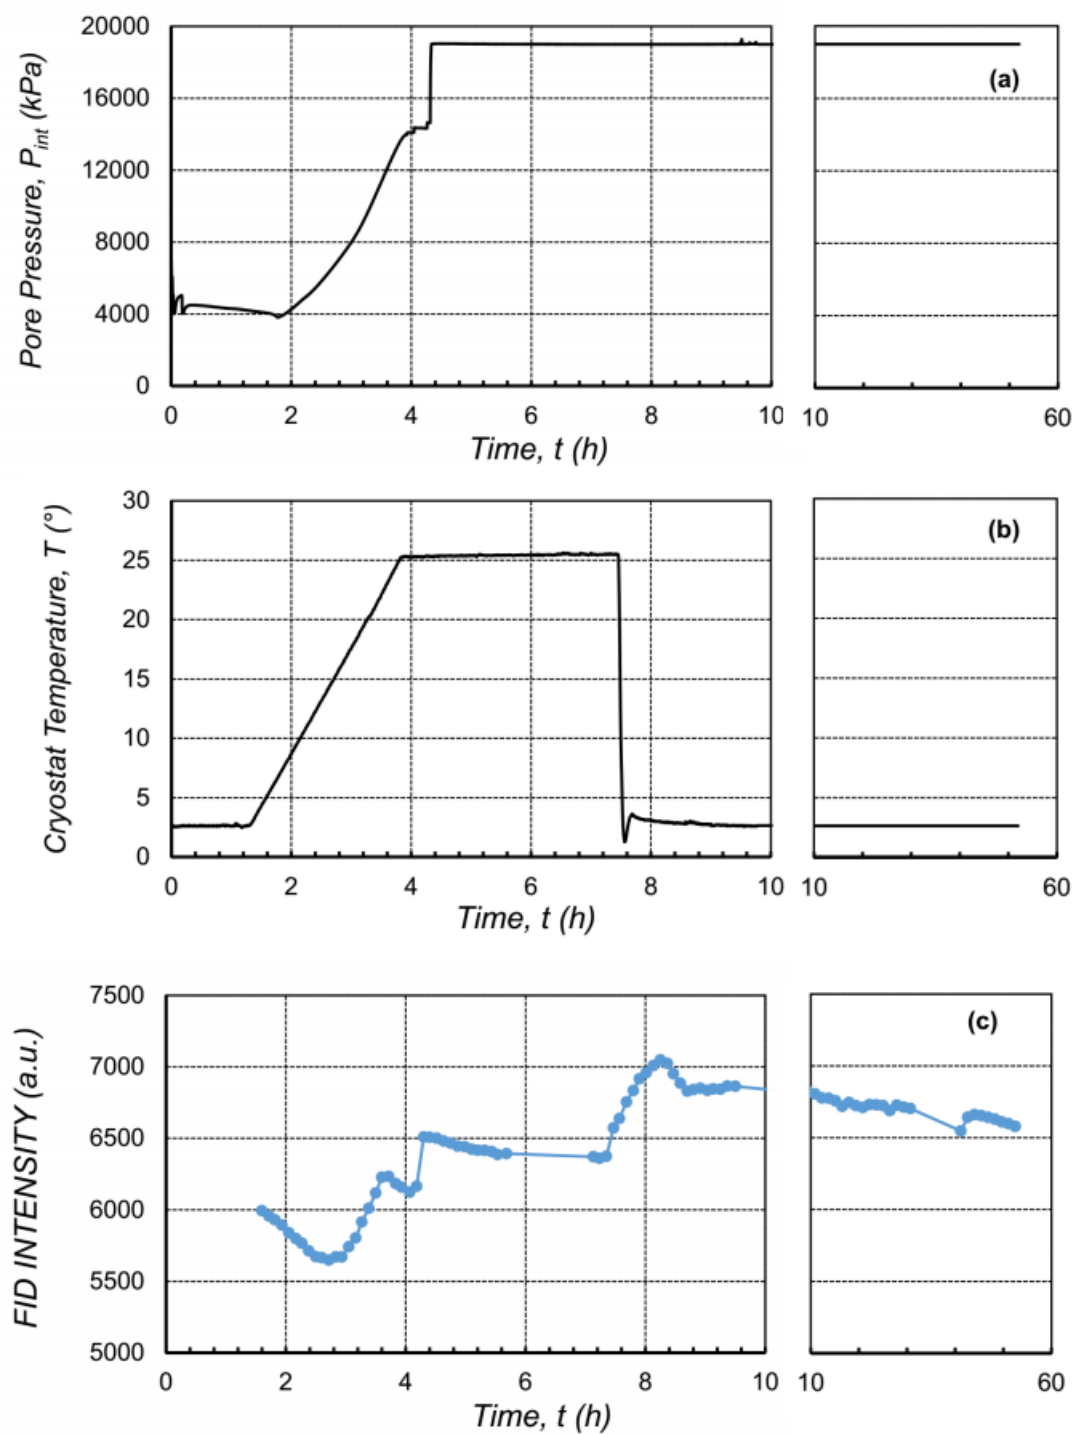 20000
16000
12000
8000
4000
0
Pore Pressure, P_int (kPa)
(a)
0 2 4 6 8 10 10 60
Time, t (h)
30
25
20
15
10
5
0
Cryostat Temperature, T (°)
(b)
0 2 4 6 8 10 10 60
Time, t (h)
7500
7000
6500
6000
5500
5000
FID INTENSITY (a.u.)
(c)
0 2 4 6 8 10 10 60
Time, t (h)